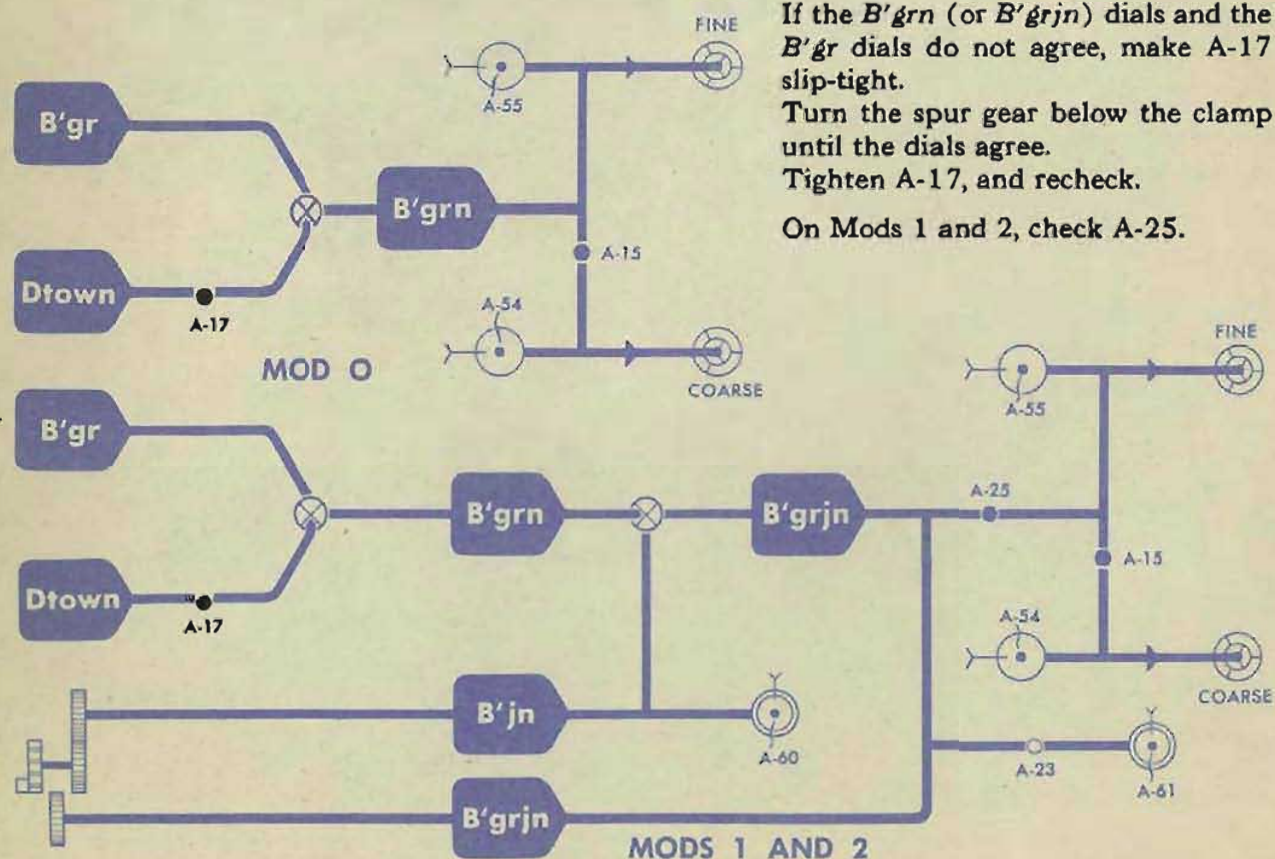 If the B'grn (or B'grjn) dials and the
B'gr dials do not agree, make A-17
slip-tight.
Turn the spur gear below the clamp
until the dials agree.
Tighten A-17, and recheck.
On Mods 1 and 2, check A-25.
FINE
A-55
B'gr
B'grn
A-15
Dtown
A-17
A-54
COARSE
MOD O
FINE
A-55
B'gr
B'grn
B'grjn
A-25
A-15
Dtown
A-17
A-54
COARSE
B'jn
A-60
A-23
A-61
B'grjn
MODS 1 AND 2